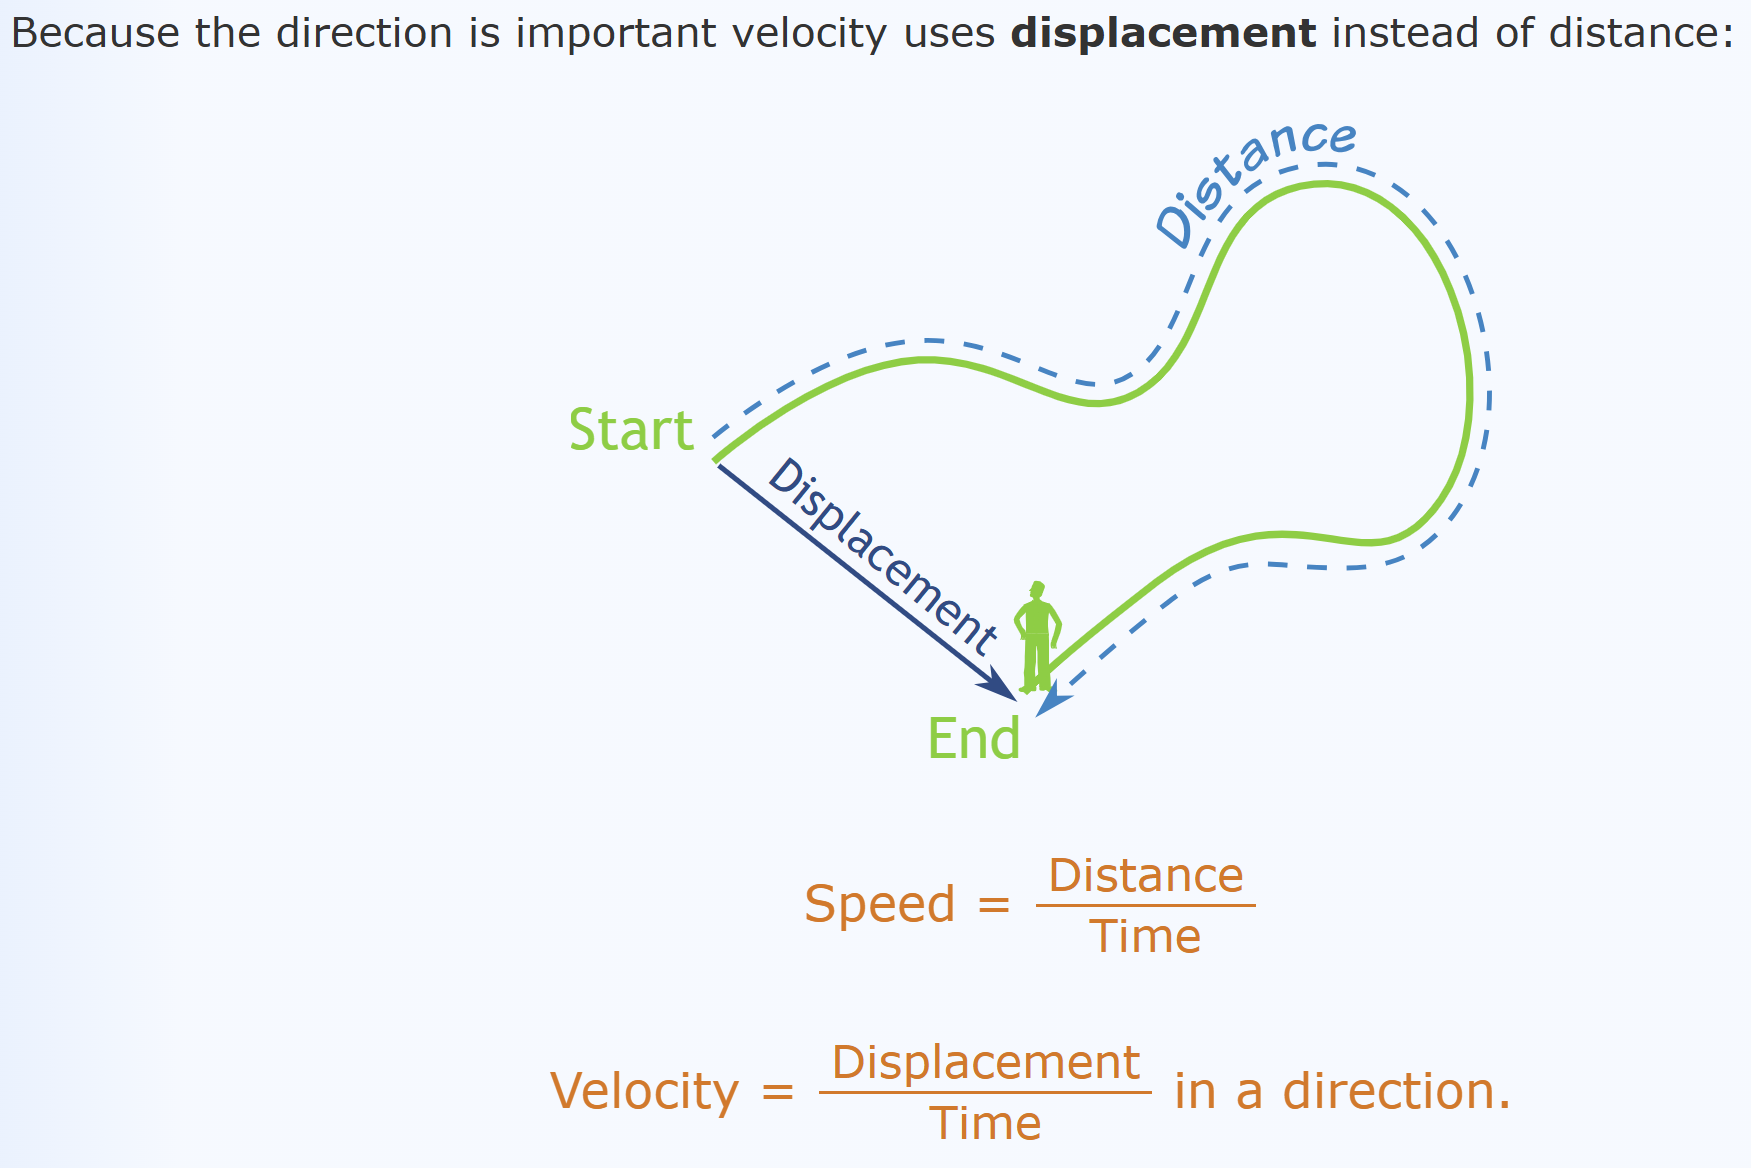 Because the direction is important velocity uses displacement instead of distance:
Distance
Start
Displacement
End
Speed = Distance
Time
Velocity = Displacement in a direction.
Time